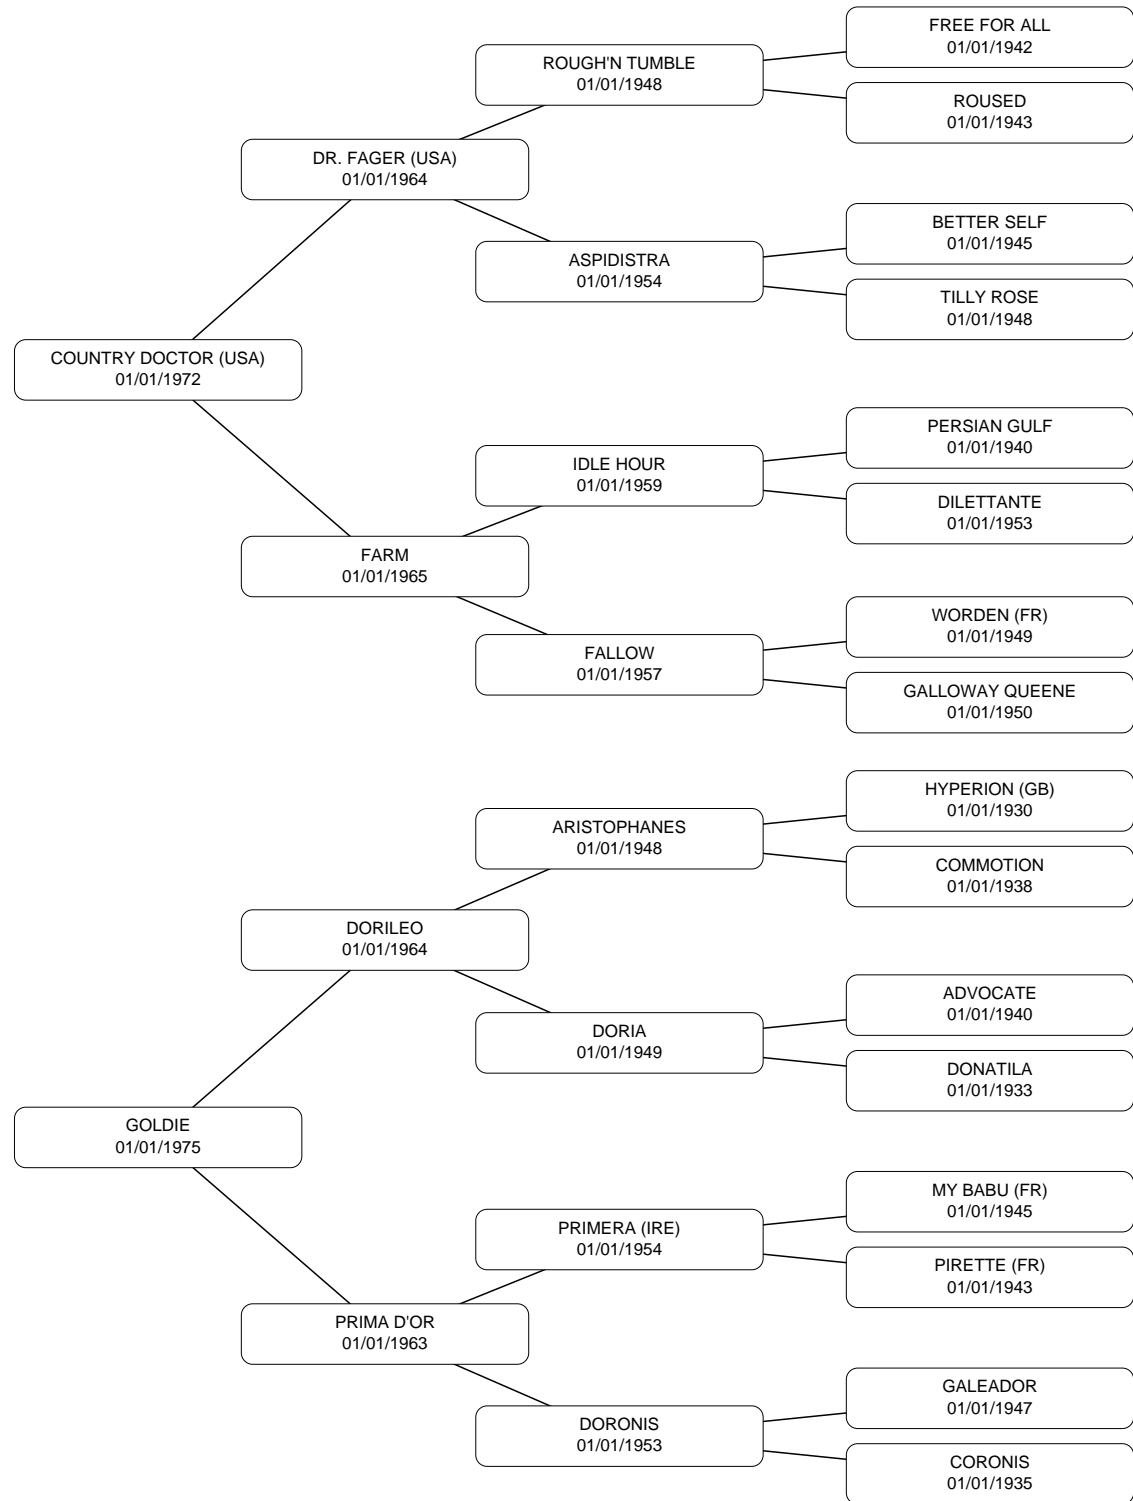 FREE FOR ALL
01/01/1942
ROUGH'N TUMBLE
01/01/1948
ROUSED
01/01/1943
DR. FAGER (USA)
01/01/1964
BETTER SELF
01/01/1945
ASPIDISTRA
01/01/1954
TILLY ROSE
01/01/1948
COUNTRY DOCTOR (USA)
01/01/1972
PERSIAN GULF
01/01/1940
IDLE HOUR
01/01/1959
DILETTANTE
01/01/1953
FARM
01/01/1965
WORDEN (FR)
01/01/1949
FALLOW
01/01/1957
GALLOWAY QUEENE
01/01/1950
HYPERION (GB)
01/01/1930
ARISTOPHANES
01/01/1948
COMMOTION
01/01/1938
DORILEO
01/01/1964
ADVOCATE
01/01/1940
DORIA
01/01/1949
DONATILA
01/01/1933
GOLDIE
01/01/1975
MY BABU (FR)
01/01/1945
PRIMERA (IRE)
01/01/1954
PIRETTE (FR)
01/01/1943
PRIMA D'OR
01/01/1963
GALEADOR
01/01/1947
DORONIS
01/01/1953
CORONIS
01/01/1935